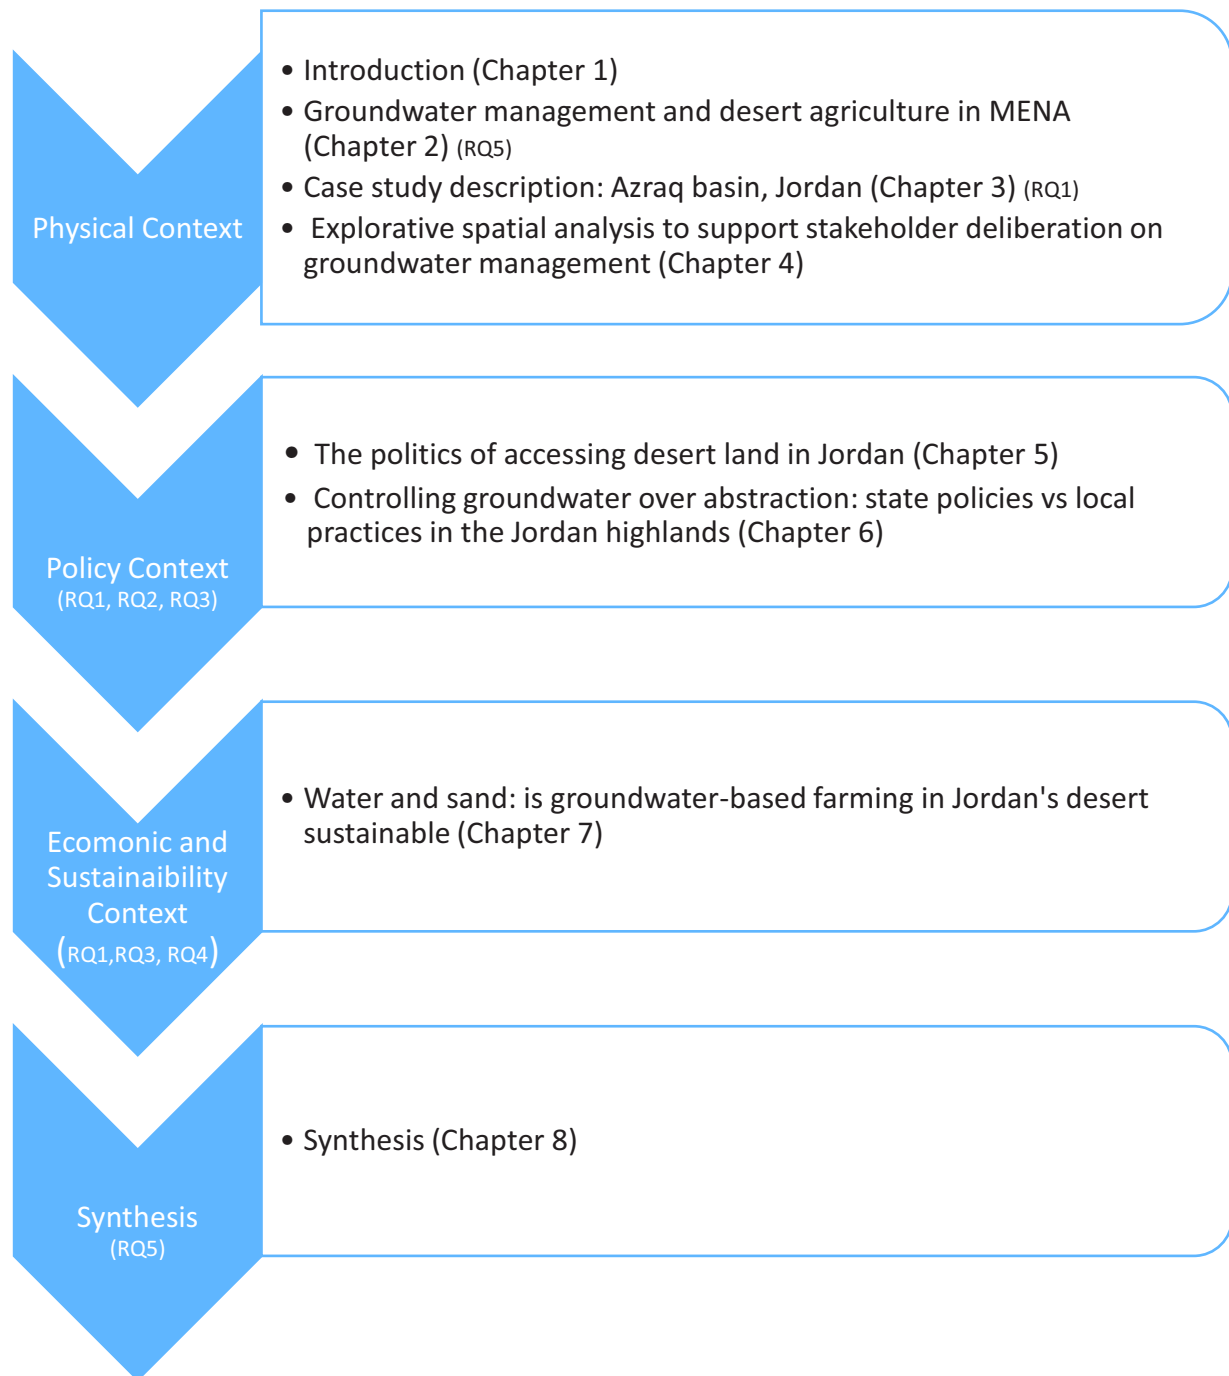 Physical Context
• Introduction (Chapter 1)
• Groundwater management and desert agriculture in MENA
(Chapter 2) (RQ5)
• Case study description: Azraq basin, Jordan (Chapter 3) (RQ1)
• Explorative spatial analysis to support stakeholder deliberation on
groundwater management (Chapter 4)
Policy Context
(RQ1, RQ2, RQ3)
• The politics of accessing desert land in Jordan (Chapter 5)
• Controlling groundwater over abstraction: state policies vs local
practices in the Jordan highlands (Chapter 6)
Ecomonic and
Sustainaibility
Context
(RQ1,RQ3, RQ4)
• Water and sand: is groundwater-based farming in Jordan's desert
sustainable (Chapter 7)
Synthesis
(RQ5)
• Synthesis (Chapter 8)